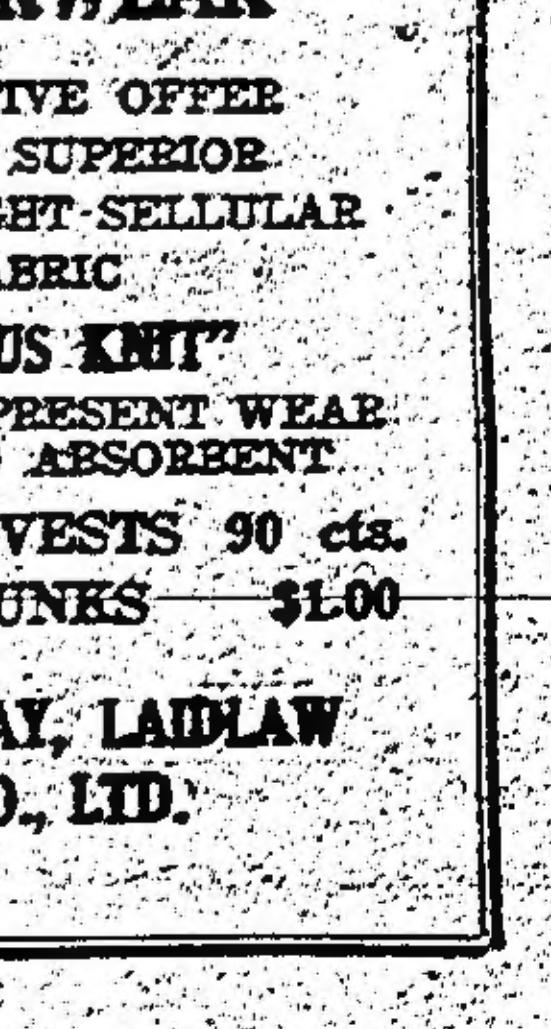 TIVE OFFER
SUPERIOR
GHT-SELLULAR
ABRIC
US KNIT”
PRESENT WEAR
ABSORBENT
VESTS 90 cts.
UNKS $1.00
AY, LAIDLAW
O., LTD.